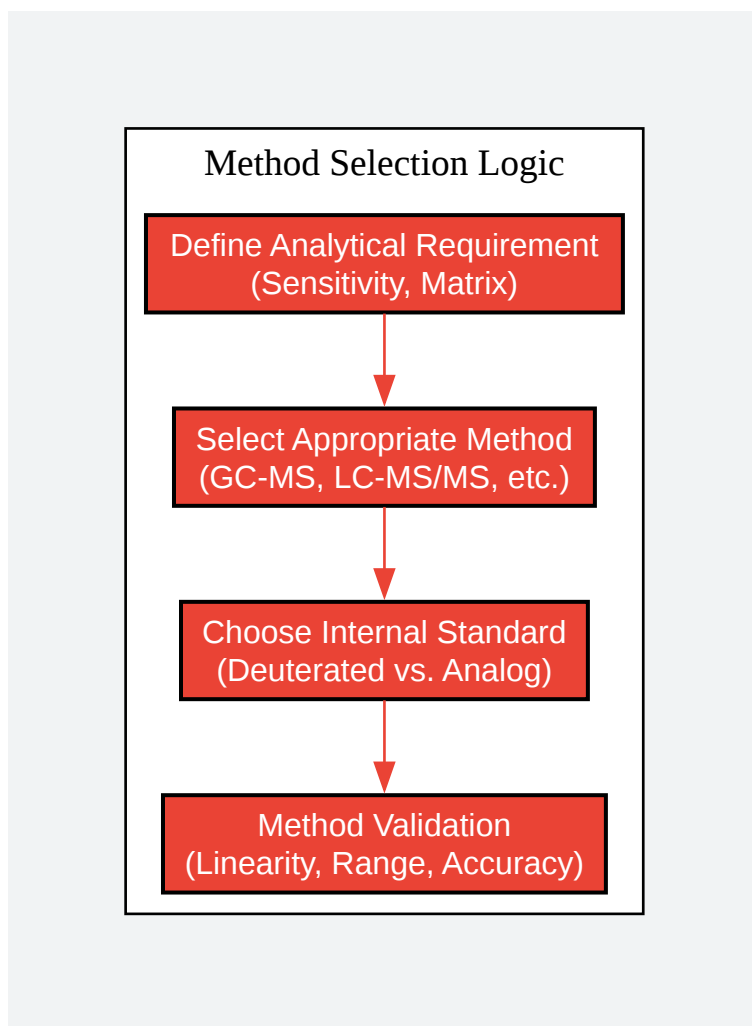 Method Selection Logic
Define Analytical Requirement
(Sensitivity, Matrix)
Select Appropriate Method
(GC-MS, LC-MS/MS, etc.)
Choose Internal Standard
(Deuterated vs. Analog)
Method Validation
(Linearity, Range, Accuracy)